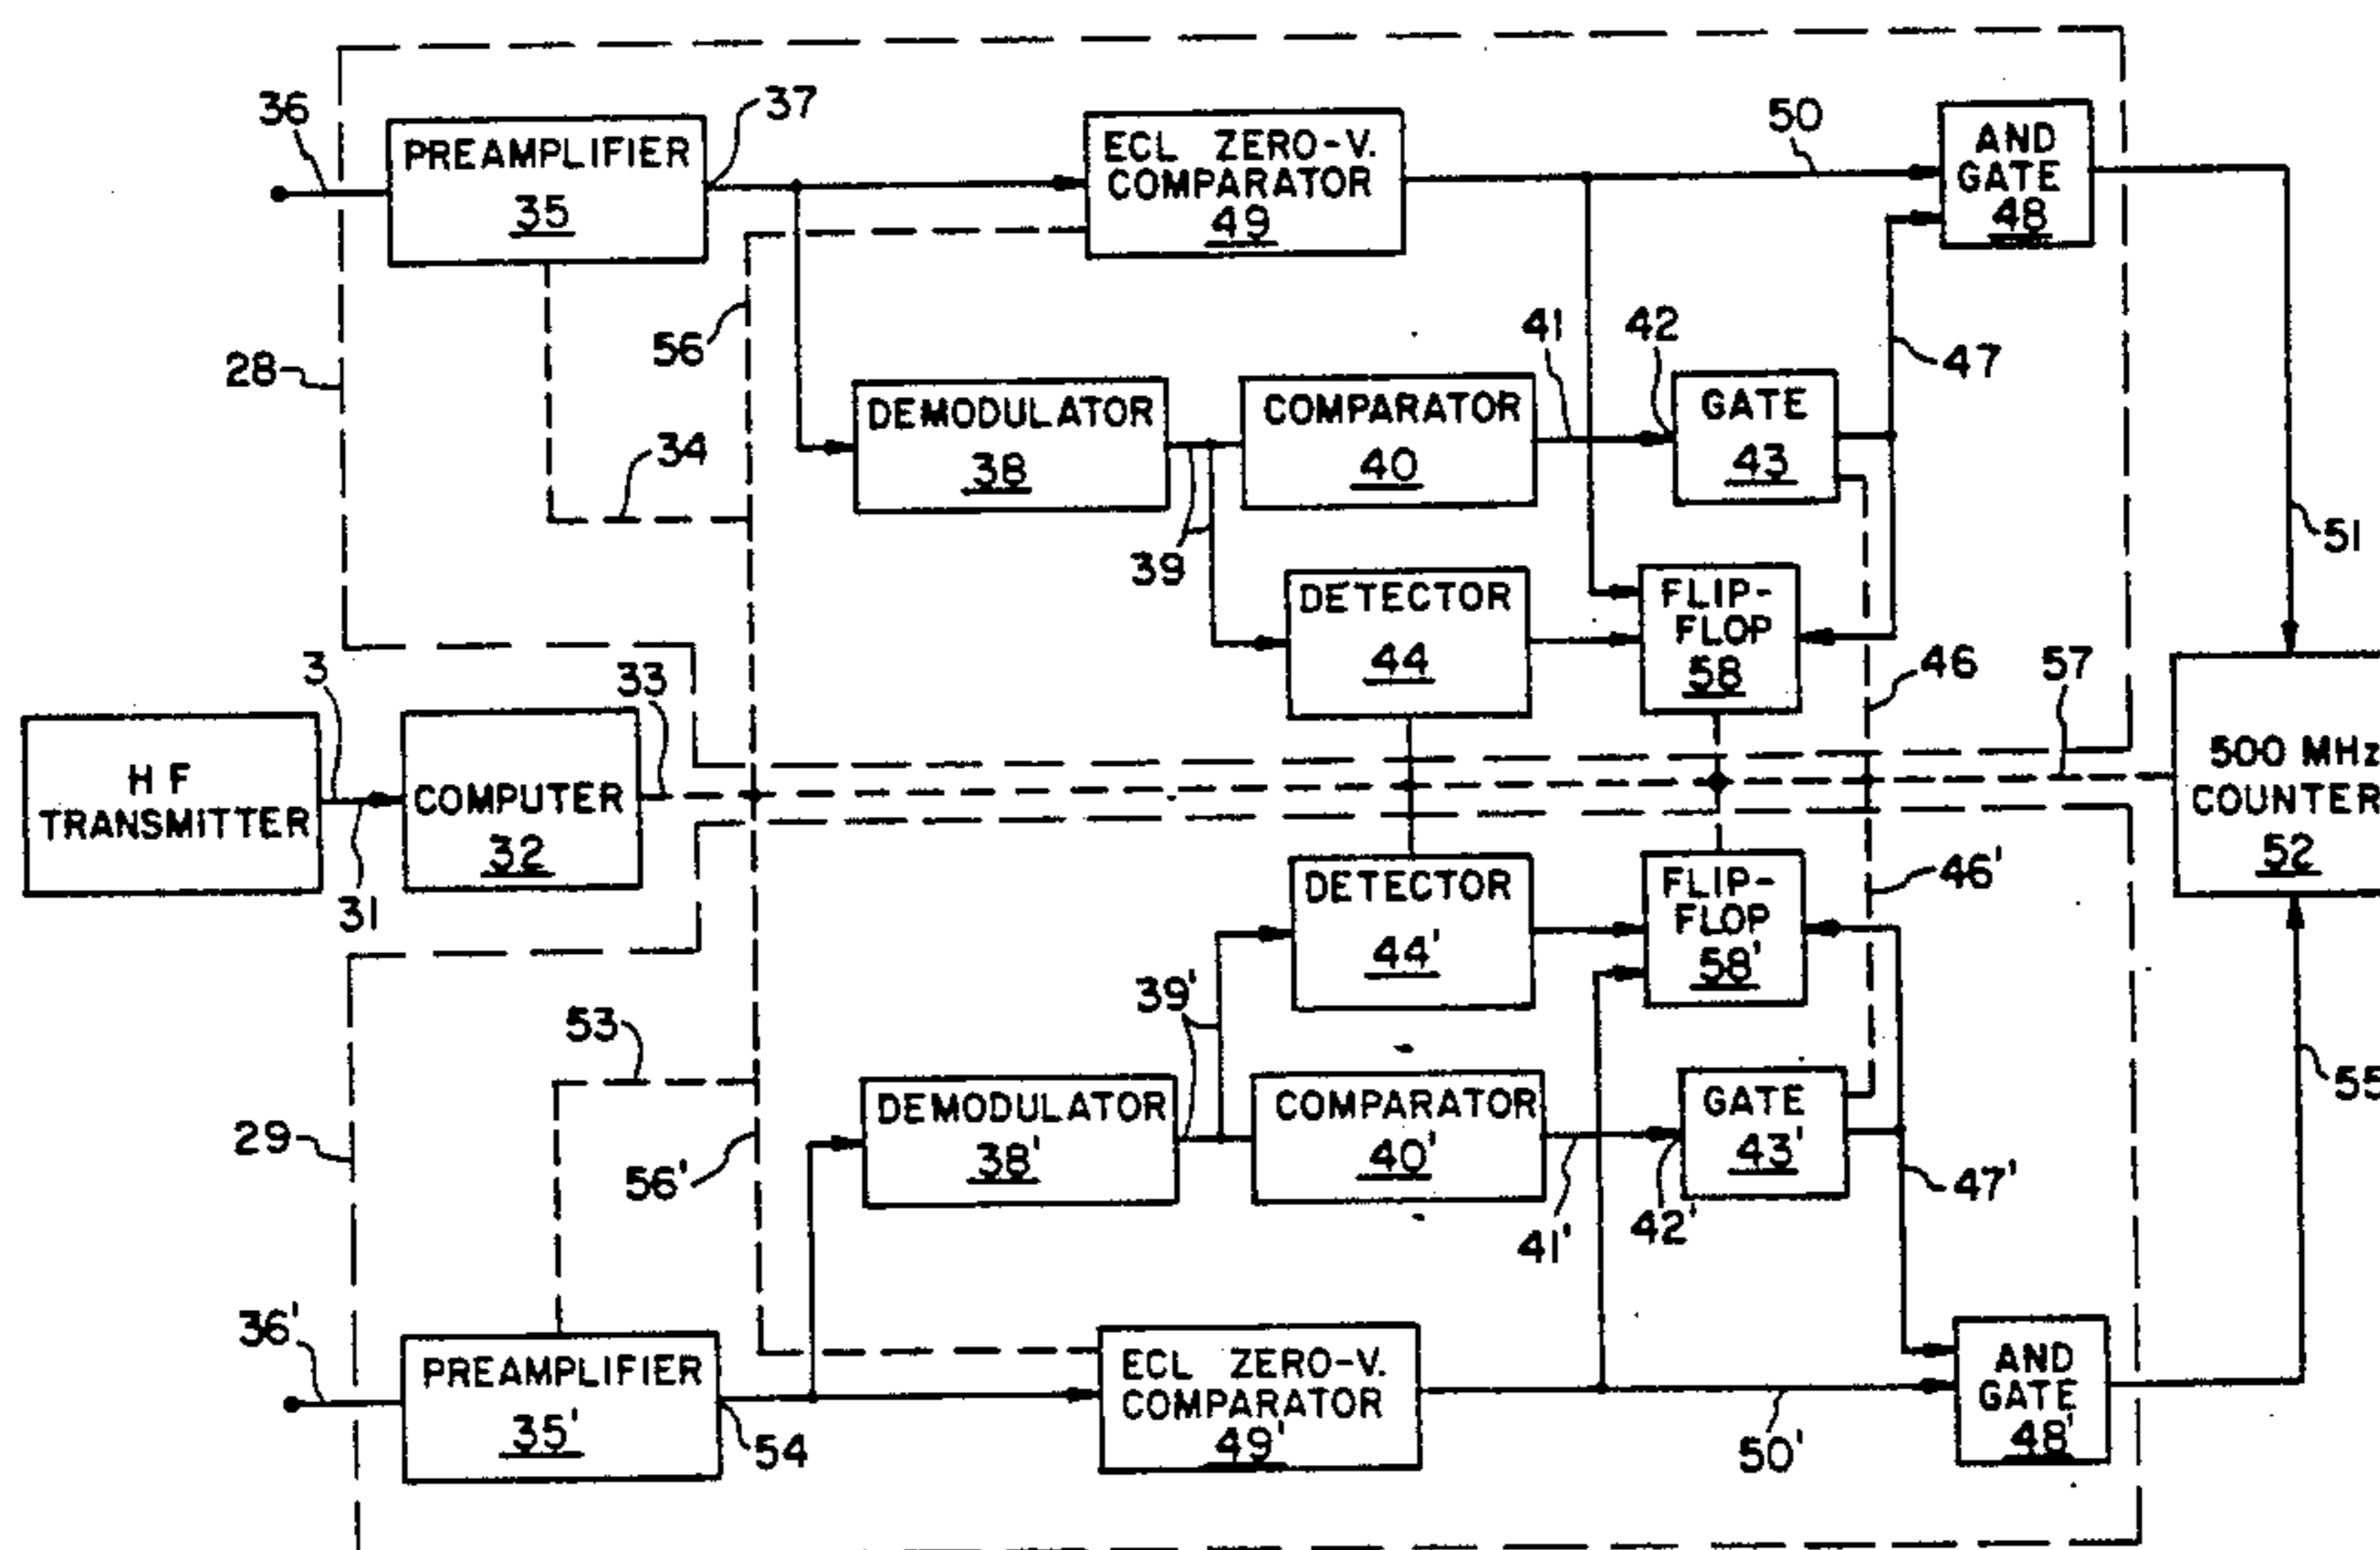 36
PREAMPLIFIER
35
37
ECL ZERO-V.
COMPARATOR
49
50
AND
GATE
48
56
41
42
47
28
34
DEMODULATOR
38
COMPARATOR
40
GATE
43
39
51
DETECTOR
44
FLIP-
FLOP
58
46
57
3
33
HF
TRANSMITTER
31
COMPUTER
32
500 MHz
COUNTER
52
46'
DETECTOR
44'
FLIP-
FLOP
58'
39'
53
29
56'
DEMODULATOR
38'
COMPARATOR
40'
GATE
43'
41'
42'
47'
55
36'
PREAMPLIFIER
35'
54
ECL ZERO-V.
COMPARATOR
49'
50'
AND
GATE
48'